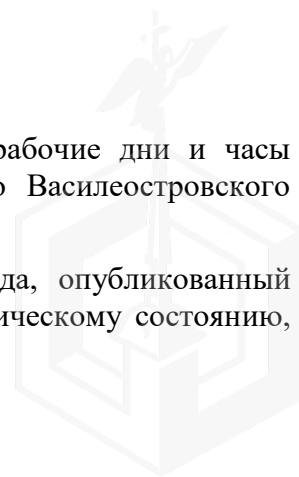 рабочие дни и часы
о Василеостровского
да, опубликованный
ическому состоянию,